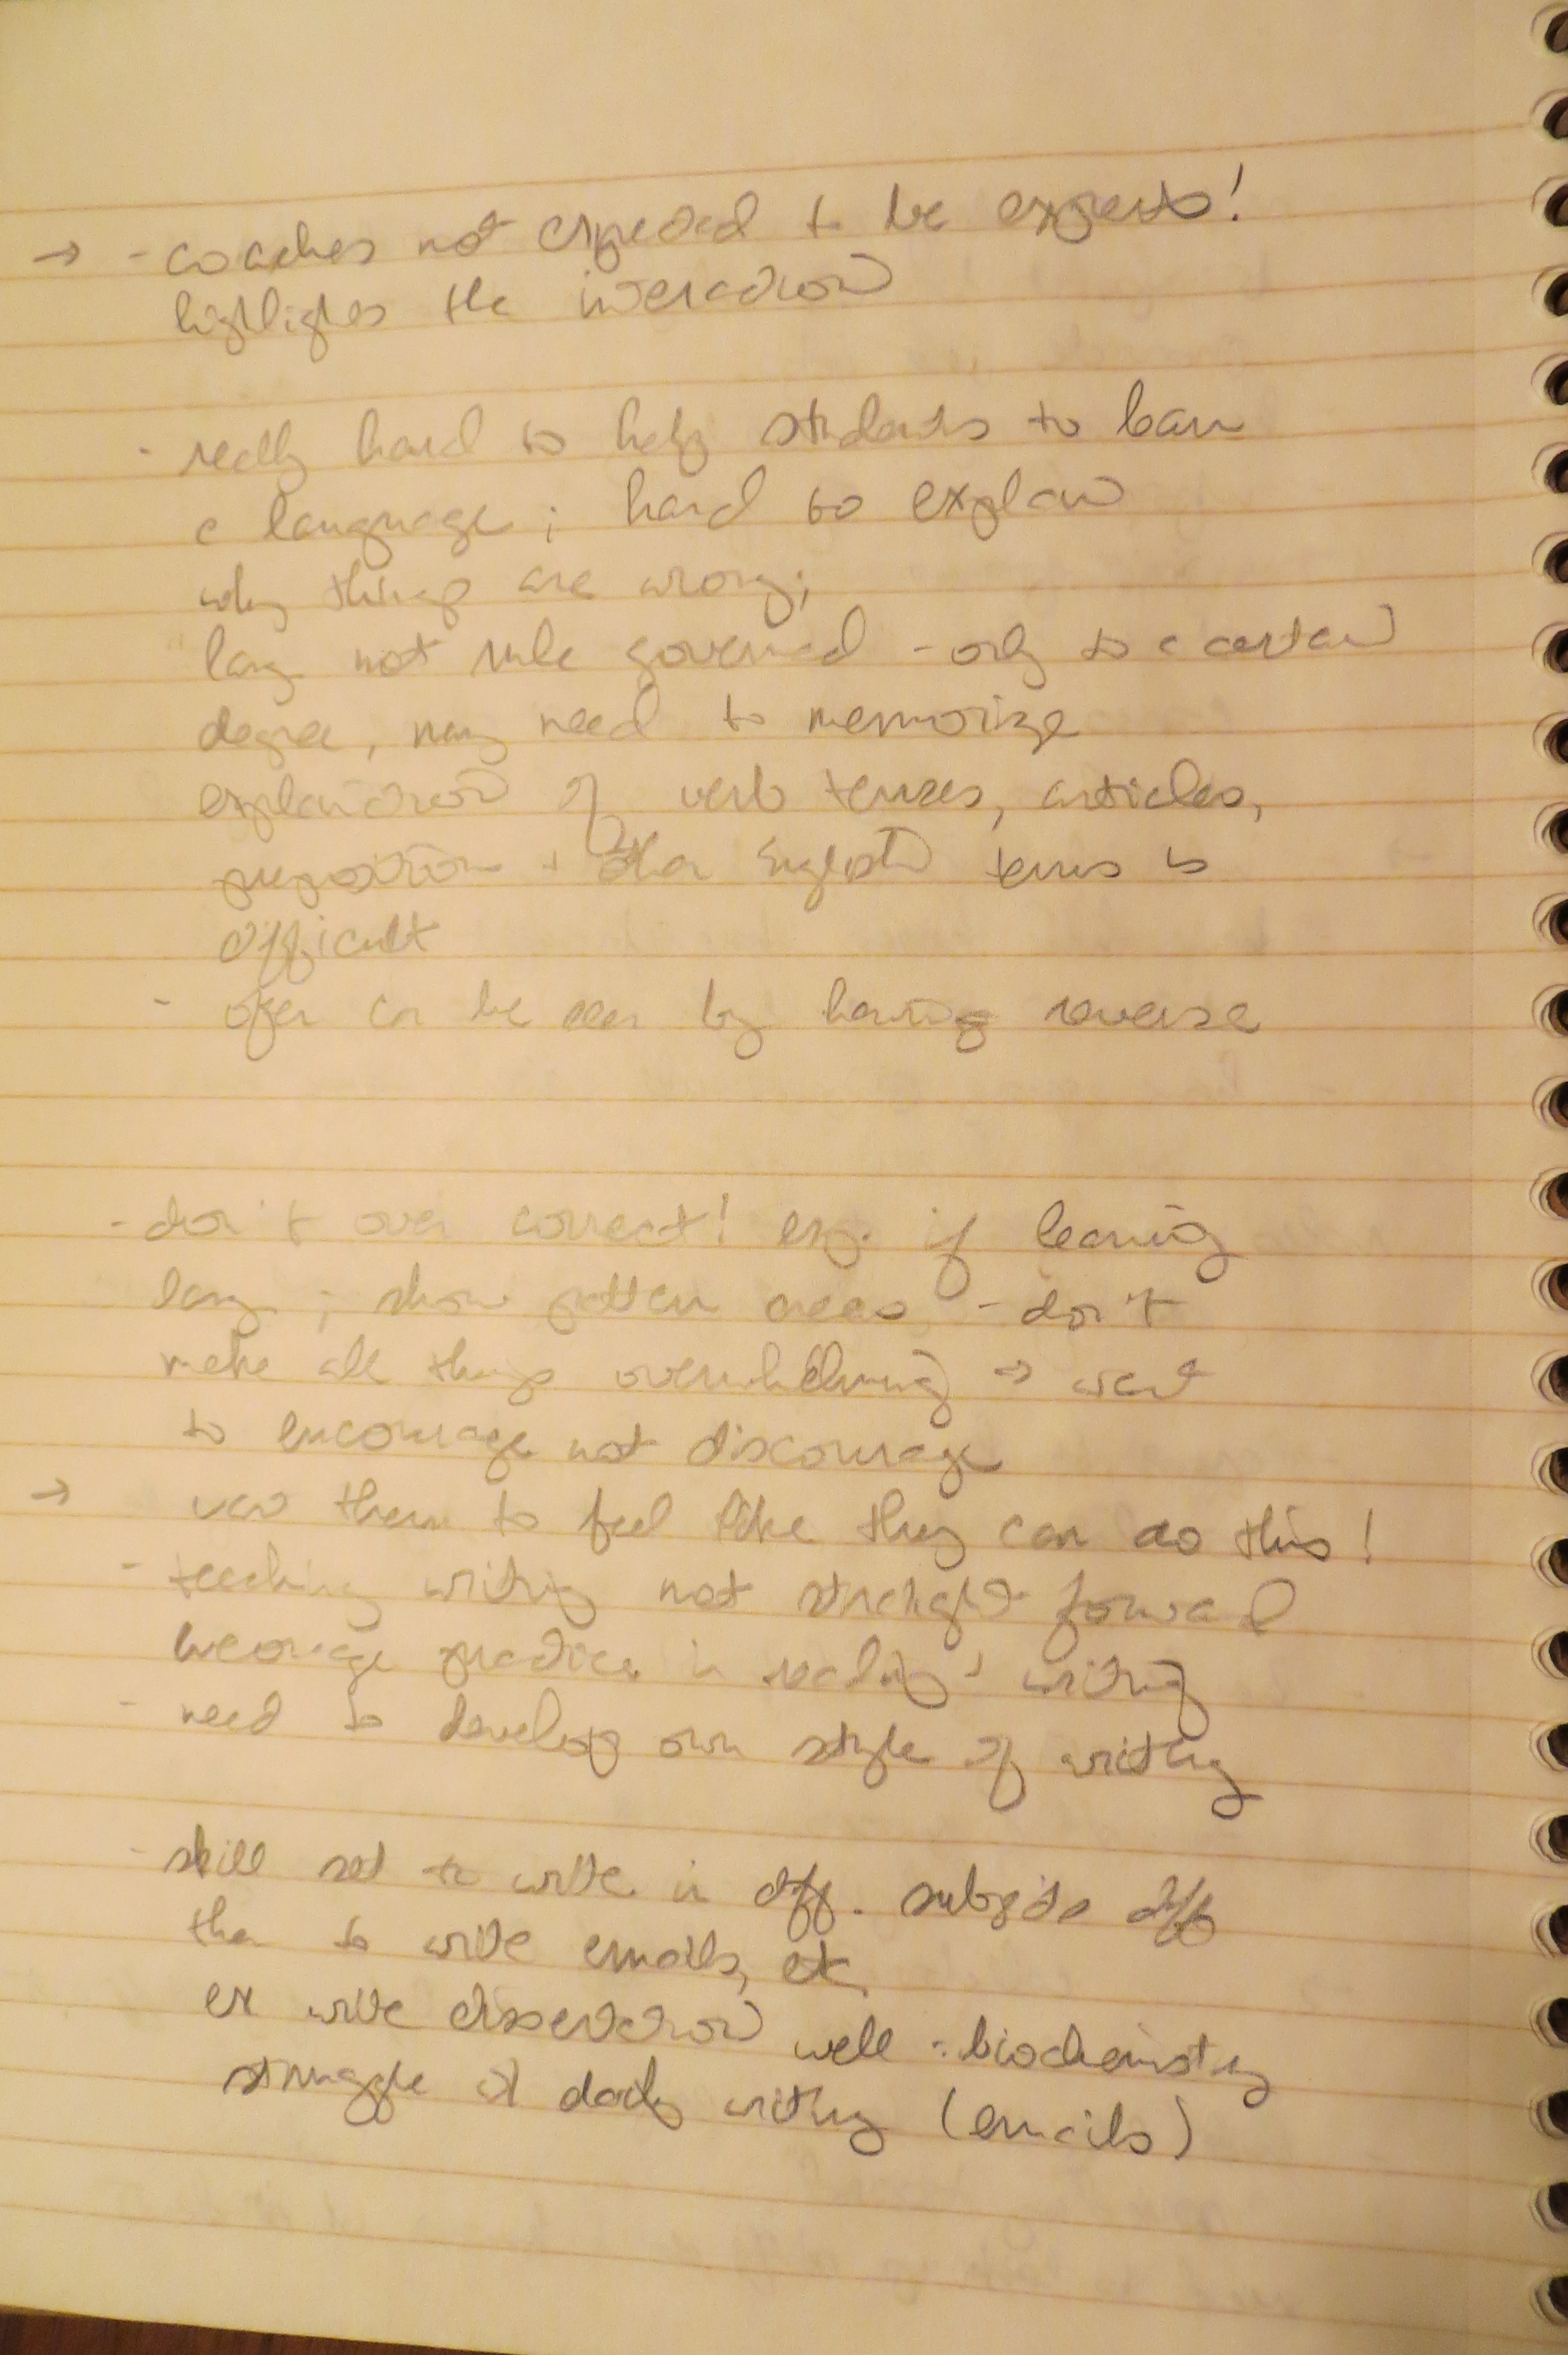 → - coaches not expected to be experts!
highlights the interaction
- really hard to help students to learn
a language; hard to explain
why things are wrong;
lang not rule governed - only to a certain
degree, may need to memorize
explanation of verb tenses, articles,
preposition + other English terms is
difficult
- often can be seen by having reverse
- don't over correct! eg. if learning
lang ; show pattern areas - don't
make all things overwhelming → want
to encourage not discourage
→ want them to feel like they can do this!
- teaching writing not straight forward
practice in reading + writing
- need to develop own style of writing
- skill set to write in diff. subjects diff
than to write emails, etc
ex write dissertation well : biochemistry
struggle daily writing (emails)